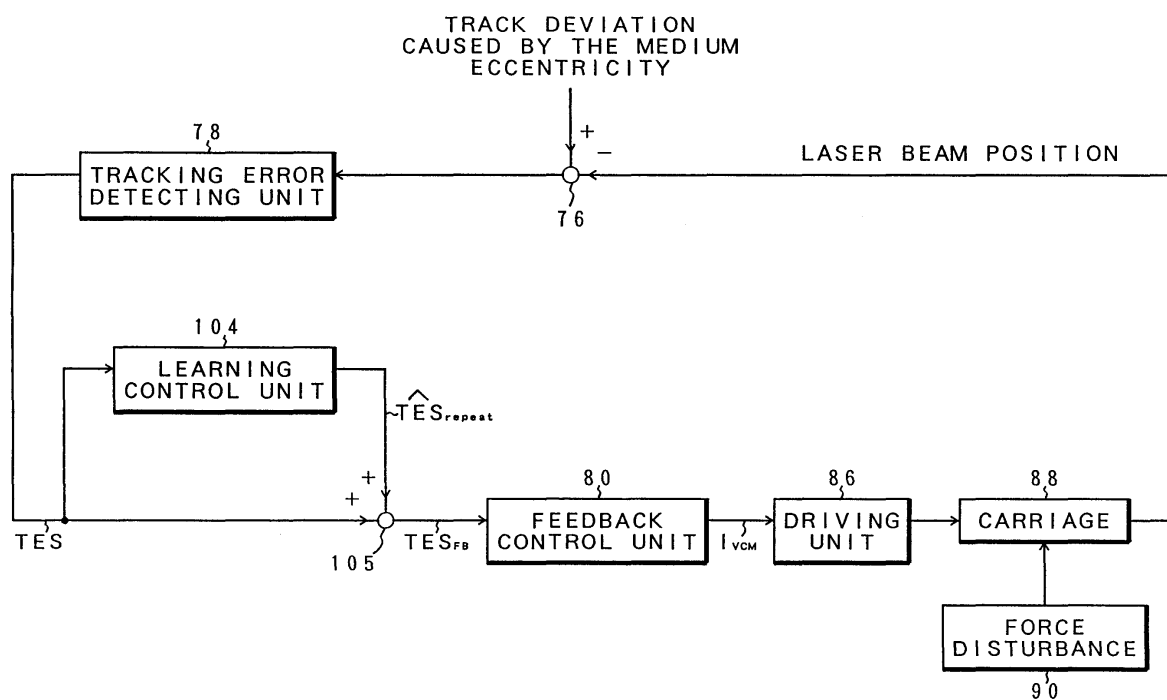 TRACK DEVIATION
CAUSED BY THE MEDIUM
ECCENTRICITY
78
+
−
LASER BEAM POSITION
TRACKING ERROR
DETECTING UNIT
76
104
LEARNING
CONTROL UNIT
T̂ESrepeat
+
+
80
86
88
TES
105
TESFB
FEEDBACK
CONTROL UNIT
IVCM
DRIVING
UNIT
CARRIAGE
FORCE
DISTURBANCE
90